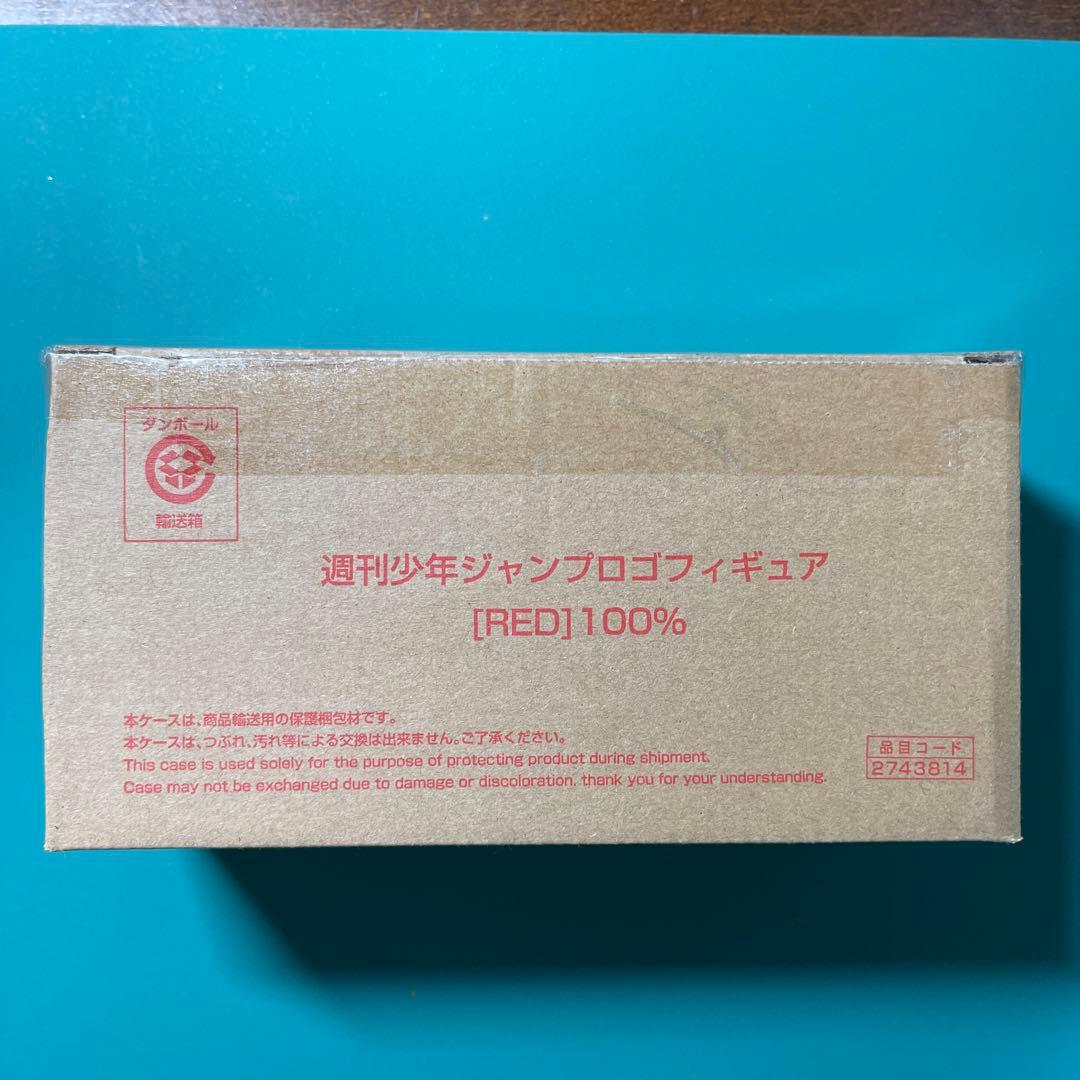 ダンボール
輸送箱
週刊少年ジャンプロゴフィギュア
[RED]100%
本ケースは、商品輸送用の保護梱包材です。
本ケースは、つぶれ、汚れ等による交換は出来ません。ご了承ください。
This case is used solely for the purpose of protecting product during shipment.
Case may not be exchanged due to damage or discoloration. thank you for your understanding.
品目コード
2743814